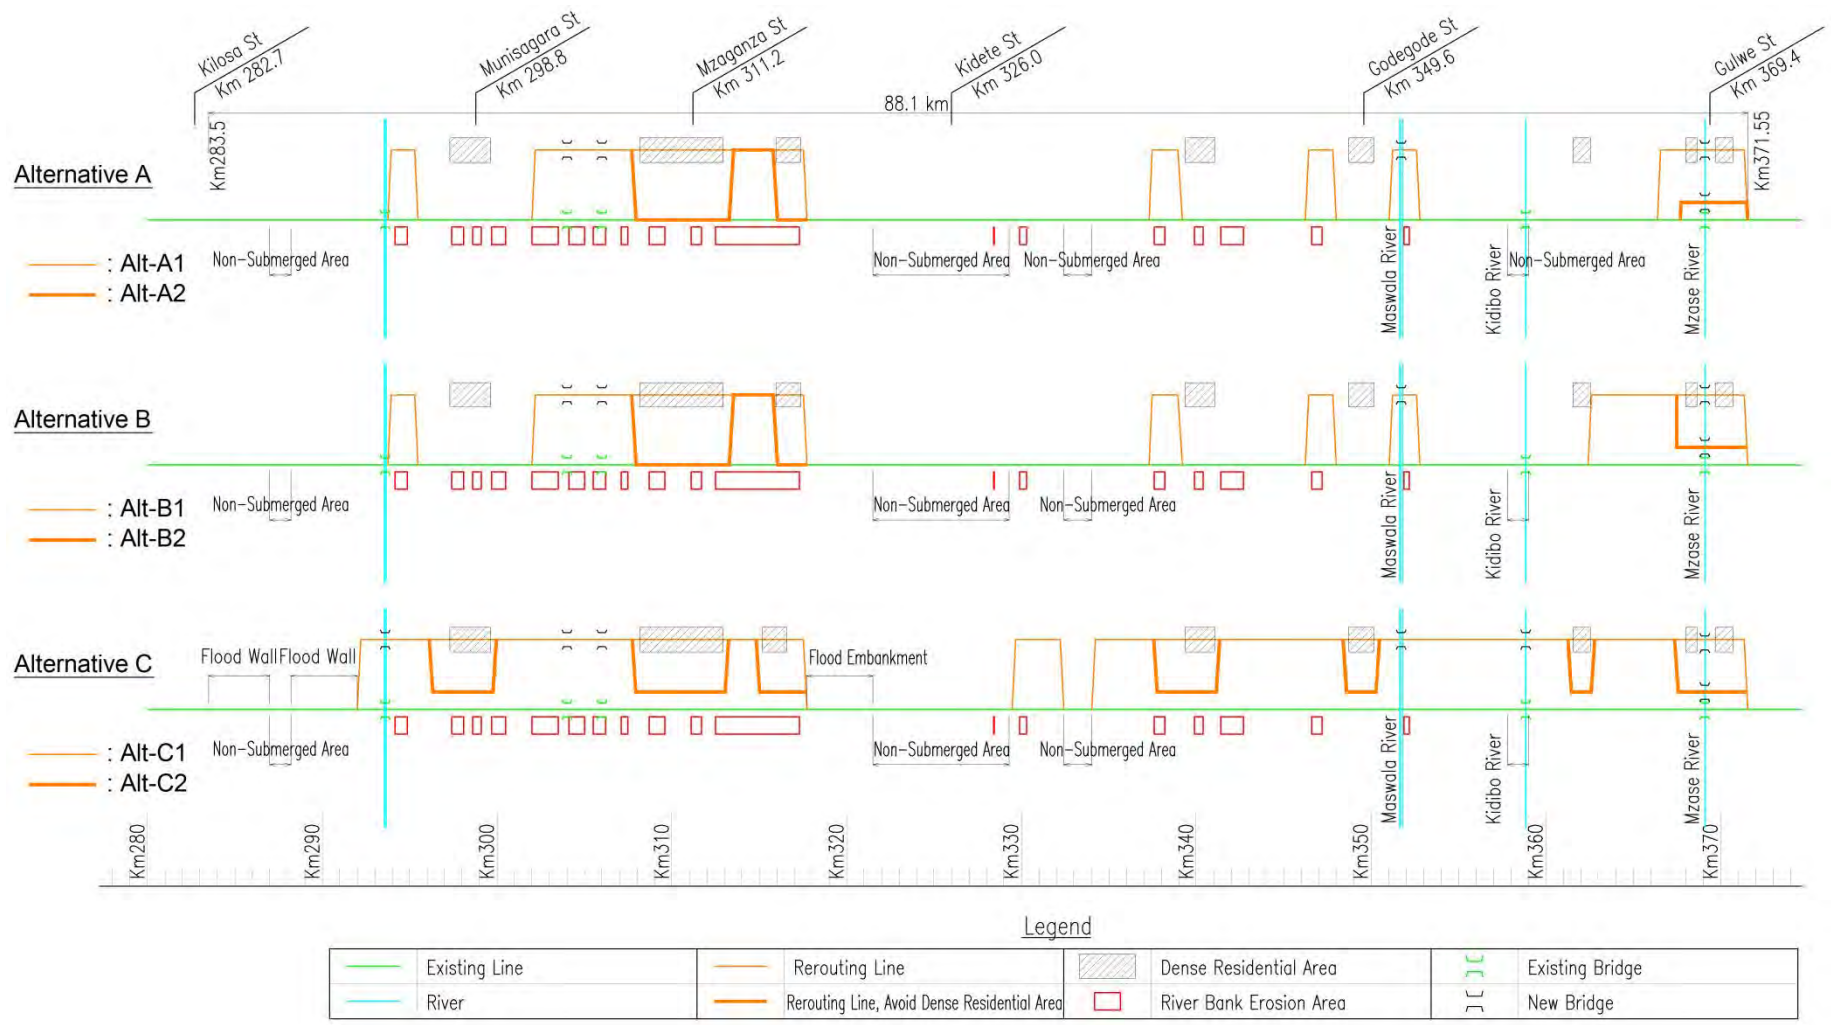 Kilosa St
Km 282.7
Munisagara St
Km 298.8
Mzaganza St
Km 311.2
Kidete St
Km 326.0
Godegode St
Km 349.6
Gulwe St
Km 369.4
88.1 km
Km283.5
Km371.55
Alternative A
: Alt-A1
: Alt-A2
Non-Submerged Area
Non-Submerged Area
Non-Submerged Area
Non-Submerged Area
Maswala River
Kidibo River
Mzase River
Alternative B
: Alt-B1
: Alt-B2
Non-Submerged Area
Non-Submerged Area
Non-Submerged Area
Maswala River
Kidibo River
Mzase River
Alternative C
Flood Wall
Flood Wall
Flood Embankment
: Alt-C1
: Alt-C2
Non-Submerged Area
Non-Submerged Area
Non-Submerged Area
Maswala River
Kidibo River
Mzase River
Km280
Km290
Km300
Km310
Km320
Km330
Km340
Km350
Km360
Km370
Legend
Existing Line
Rerouting Line
Dense Residential Area
Existing Bridge
River
Rerouting Line, Avoid Dense Residential Area
River Bank Erosion Area
New Bridge